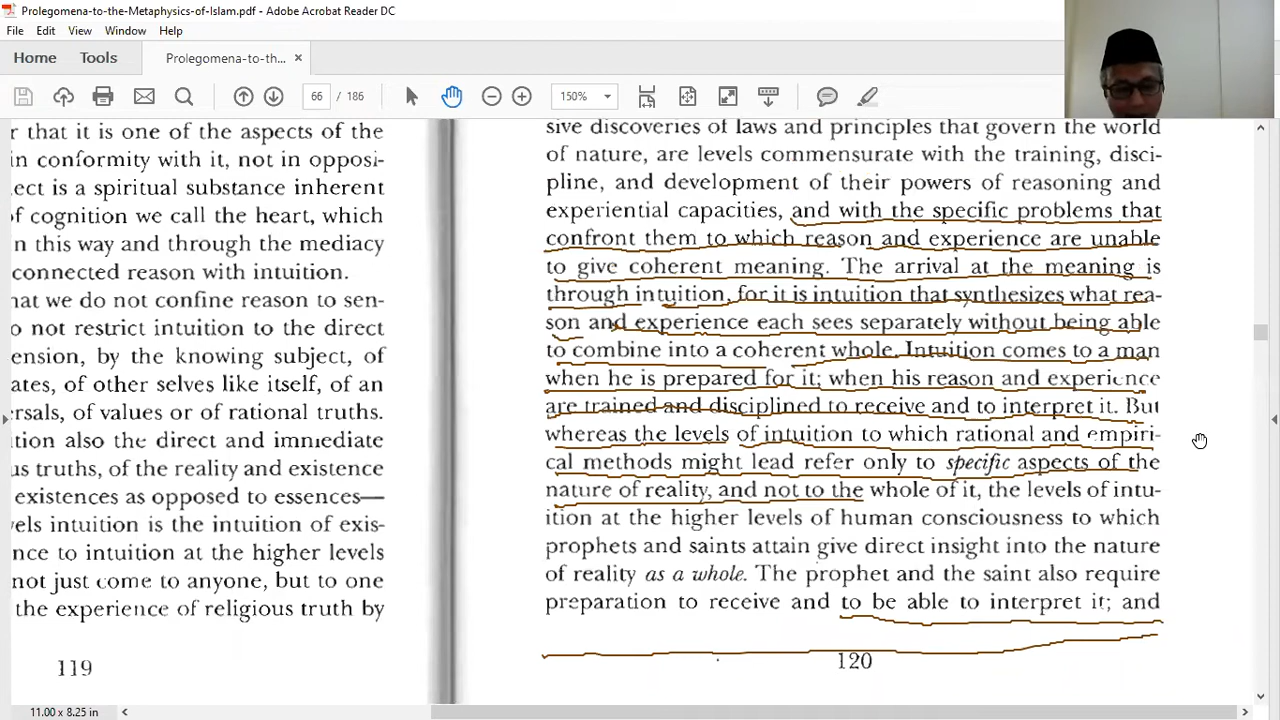 Prolegomena-to-the-Metaphysics-of-Islam.pdf - Adobe Acrobat Reader DC
File Edit View Window Help
Home Tools Prolegomena-to-th... ×
66 / 186 150%
r that it is one of the aspects of the
in conformity with it, not in opposi-
ect is a spiritual substance inherent
of cognition we call the heart, which
n this way and through the mediacy
connected reason with intuition.
hat we do not confine reason to sen-
o not restrict intuition to the direct
ension, by the knowing subject, of
ates, of other selves like itself, of an
ersals, of values or of rational truths.
tion also the direct and immediate
us truths, of the reality and existence
existences as opposed to essences—
vels intuition is the intuition of exis-
nce to intuition at the higher levels
not just come to anyone, but to one
the experience of religious truth by
119
sive discoveries of laws and principles that govern the world
of nature, are levels commensurate with the training, disci-
pline, and development of their powers of reasoning and
experiential capacities, and with the specific problems that
confront them to which reason and experience are unable
to give coherent meaning. The arrival at the meaning is
through intuition, for it is intuition that synthesizes what rea-
son and experience each sees separately without being able
to combine into a coherent whole. Intuition comes to a man
when he is prepared for it; when his reason and experience
are trained and disciplined to receive and to interpret it. But
whereas the levels of intuition to which rational and empiri-
cal methods might lead refer only to specific aspects of the
nature of reality, and not to the whole of it, the levels of intu-
ition at the higher levels of human consciousness to which
prophets and saints attain give direct insight into the nature
of reality as a whole. The prophet and the saint also require
preparation to receive and to be able to interpret it; and
120
11.00 x 8.25 in